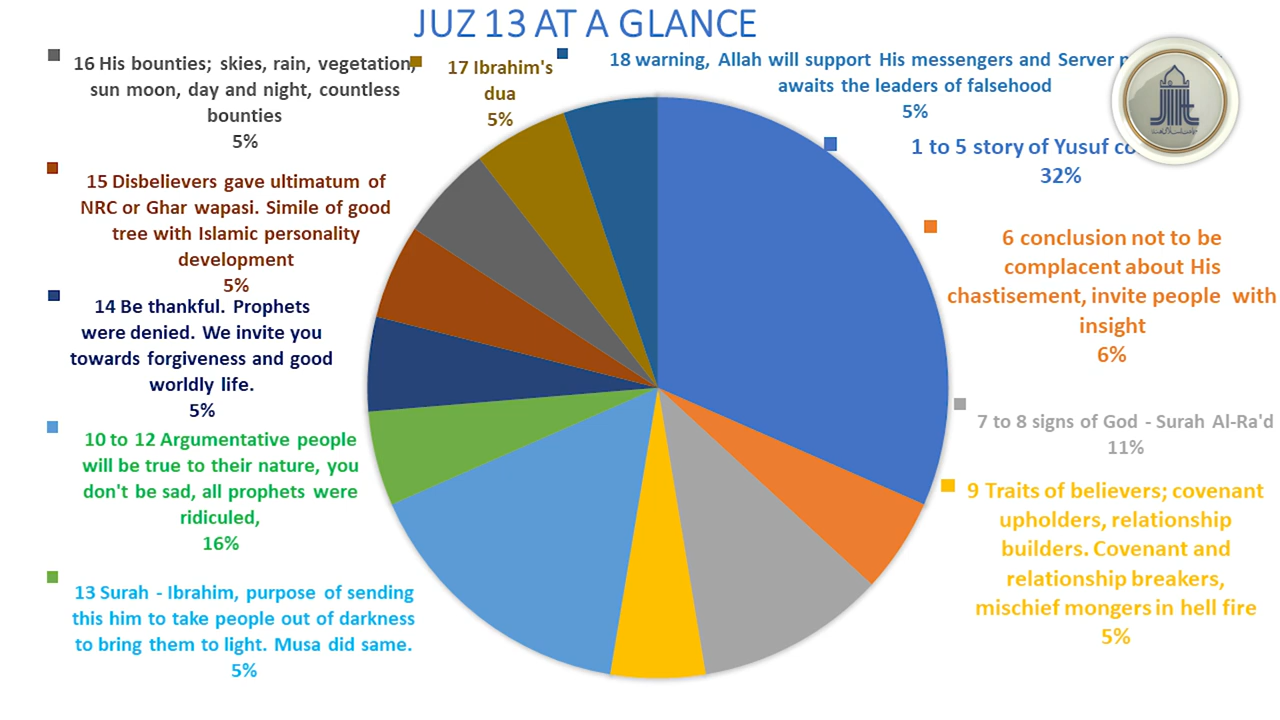 JUZ 13 AT A GLANCE
16 His bounties; skies, rain, vegetation,
sun moon, day and night, countless
bounties
5%
17 Ibrahim's
dua
5%
18 warning, Allah will support His messengers and Server
awaits the leaders of falsehood
5%
1 to 5 story of Yusuf
32%
15 Disbelievers gave ultimatum of
NRC or Ghar wapasi. Simile of good
tree with Islamic personality
development
5%
6 conclusion not to be
complacent about His
chastisement, invite people with
insight
6%
14 Be thankful. Prophets
were denied. We invite you
towards forgiveness and good
worldly life.
5%
7 to 8 signs of God - Surah Al-Ra'd
11%
10 to 12 Argumentative people
will be true to their nature, you
don't be sad, all prophets were
ridiculed,
16%
9 Traits of believers; covenant
upholders, relationship
builders. Covenant and
relationship breakers,
mischief mongers in hell fire
5%
13 Surah - Ibrahim, purpose of sending
this him to take people out of darkness
to bring them to light. Musa did same.
5%